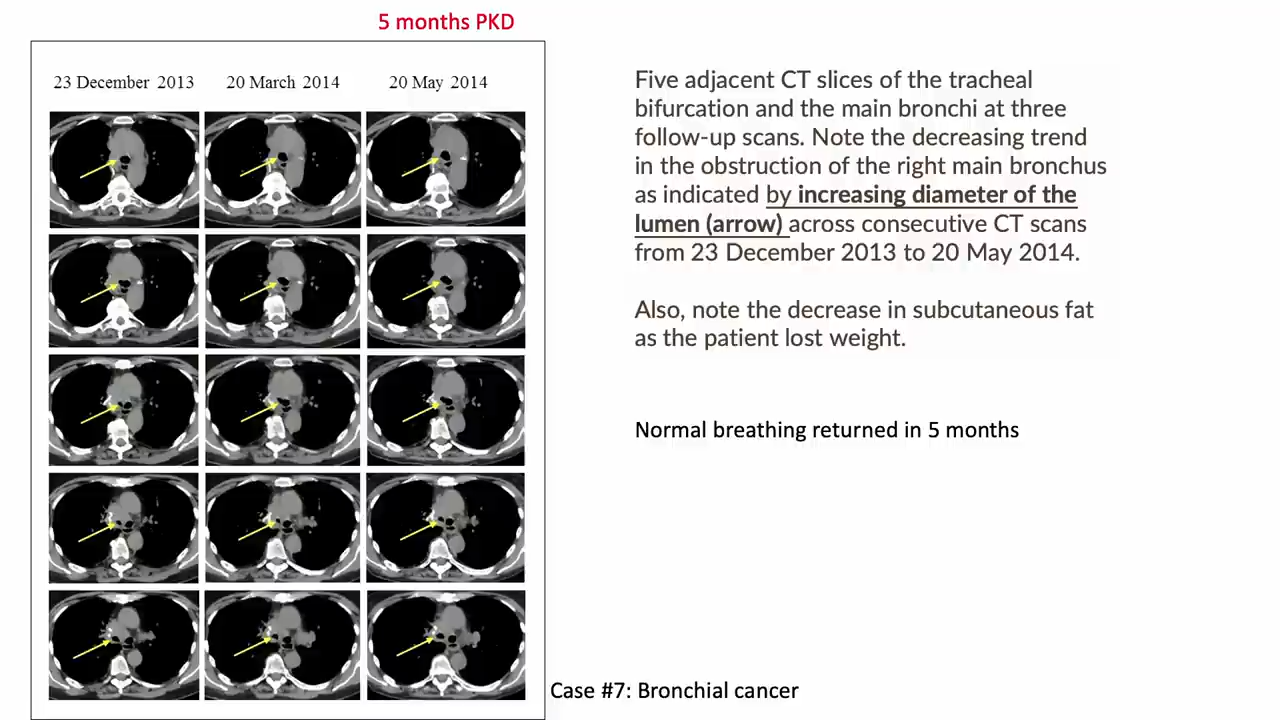 5 months PKD
23 December 2013 20 March 2014 20 May 2014
Five adjacent CT slices of the tracheal
bifurcation and the main bronchi at three
follow-up scans. Note the decreasing trend
in the obstruction of the right main bronchus
as indicated by increasing diameter of the
lumen (arrow) across consecutive CT scans
from 23 December 2013 to 20 May 2014.
Also, note the decrease in subcutaneous fat
as the patient lost weight.
Normal breathing returned in 5 months
Case #7: Bronchial cancer